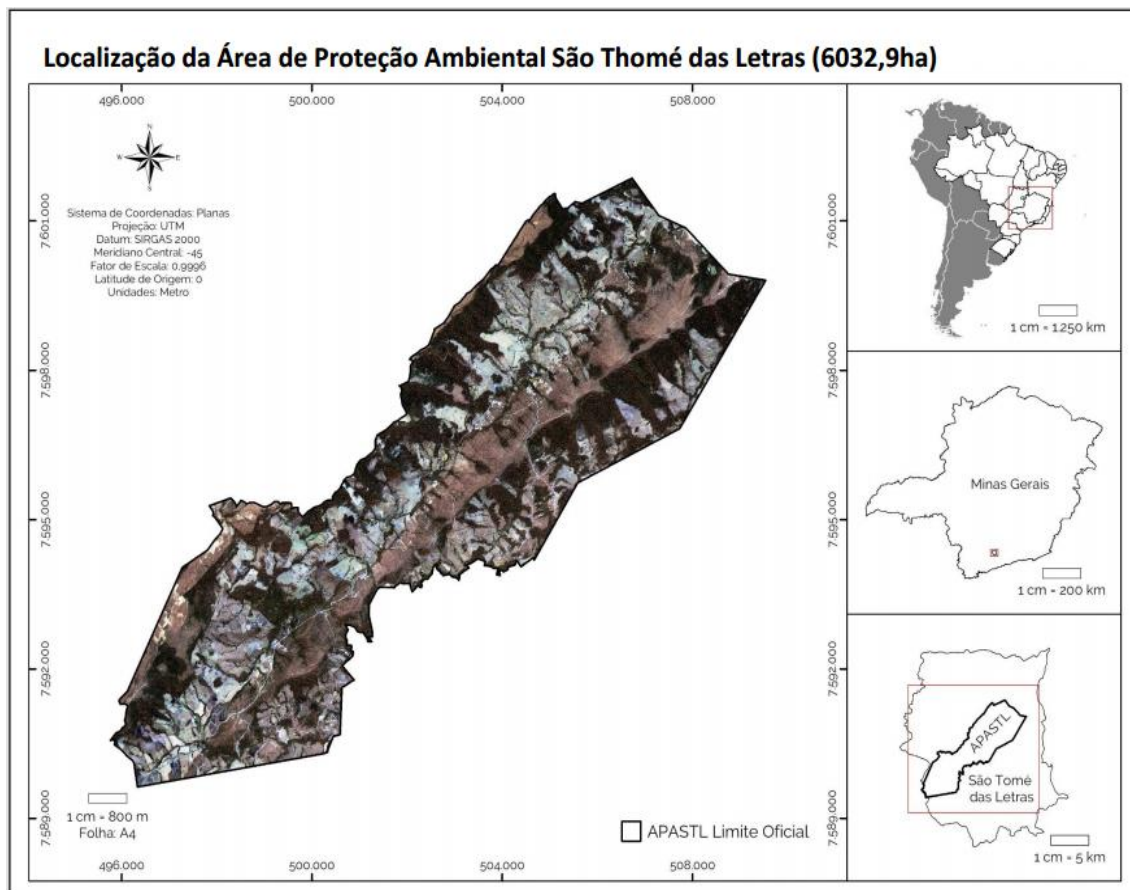 Localização da Área de Proteção Ambiental São Thomé das Letras (6032,9ha)
496.000
500.000
504.000
508.000
N
W
E
S
Sistema de Coordenadas: Planas
Projeção: UTM
Datum: SIRGAS 2000
Meridiano Central: -45
Fator de Escala: 0,9996
Latitude de Origem: 0
Unidades: Metro
7.601.000
7.598.000
7.595.000
7.592.000
7.589.000
7.601.000
7.598.000
7.595.000
7.592.000
7.589.000
1 cm = 800 m
Folha: A4
APASTL Limite Oficial
496.000
500.000
504.000
508.000
1 cm = 1.250 km
Minas Gerais
1 cm = 200 km
APASTL
São Tomé
das Letras
1 cm = 5 km